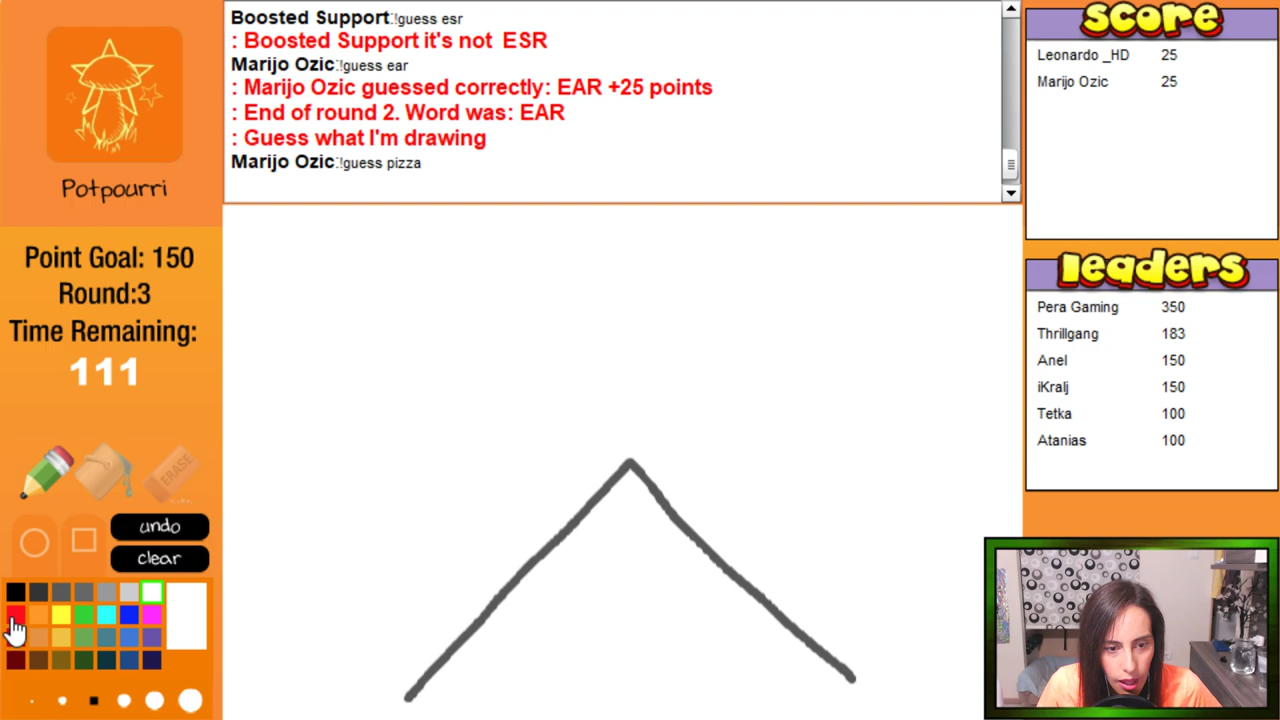 Boosted Support:!guess esr
: Boosted Support it's not ESR
Marijo Ozic:!guess ear
: Marijo Ozic guessed correctly: EAR +25 points
: End of round 2. Word was: EAR
: Guess what I'm drawing
Marijo Ozic:!guess pizza
Potpourri
Point Goal: 150
Round:3
Time Remaining:
111
ERASE
undo
clear
score
Leonardo _HD 25
Marijo Ozic 25
leaders
Pera Gaming 350
Thrillgang 183
Anel 150
iKralj 150
Tetka 100
Atanias 100